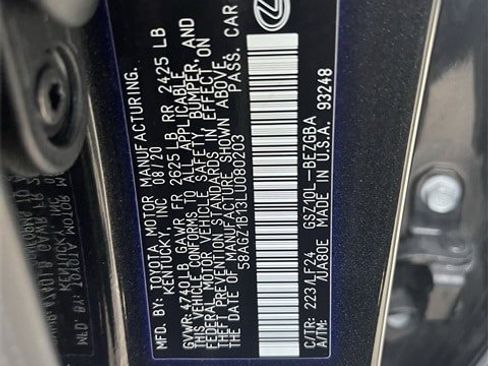 MFD. BY: TOYOTA MOTOR MANUFACTURING,
KENTUCKY, INC 08/20
GVWR: 4740 LB GAWR FR 2625 LB, RR 2425 LB
THIS VEHICLE CONFORMS TO ALL APPLICABLE
FEDERAL MOTOR VEHICLE SAFETY, BUMPER, AND
THEFT PREVENTION STANDARDS IN EFFECT ON
THE DATE OF MANUFACTURE SHOWN ABOVE.
58AGZ1B13LU080203 PASS. CAR
C/TR: 223/LF24 GSZ10L-BEZGBA
A/TM: /UA80E MADE IN U.S.A. 93248